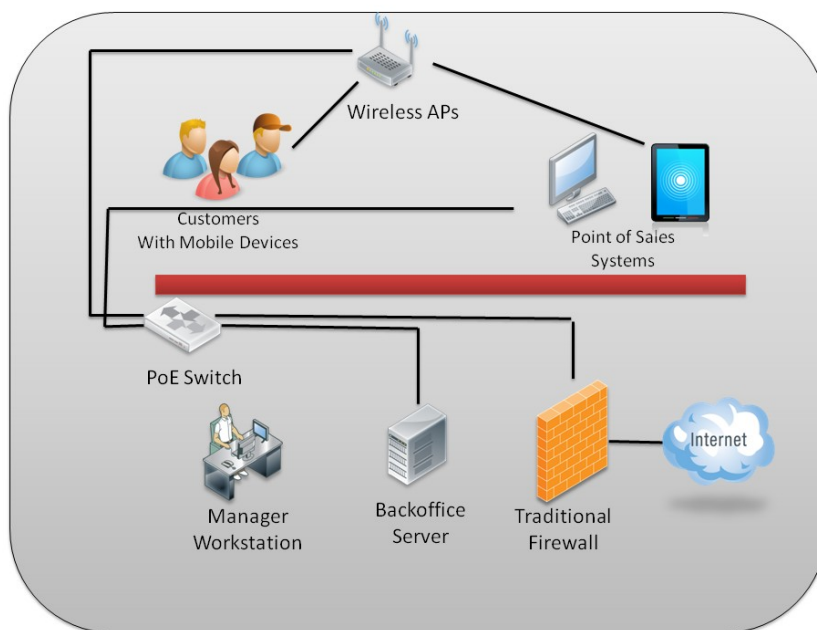 Wireless APs
Customers
With Mobile Devices
Point of Sales
Systems
PoE Switch
Internet
Manager
Workstation
Backoffice
Server
Traditional
Firewall